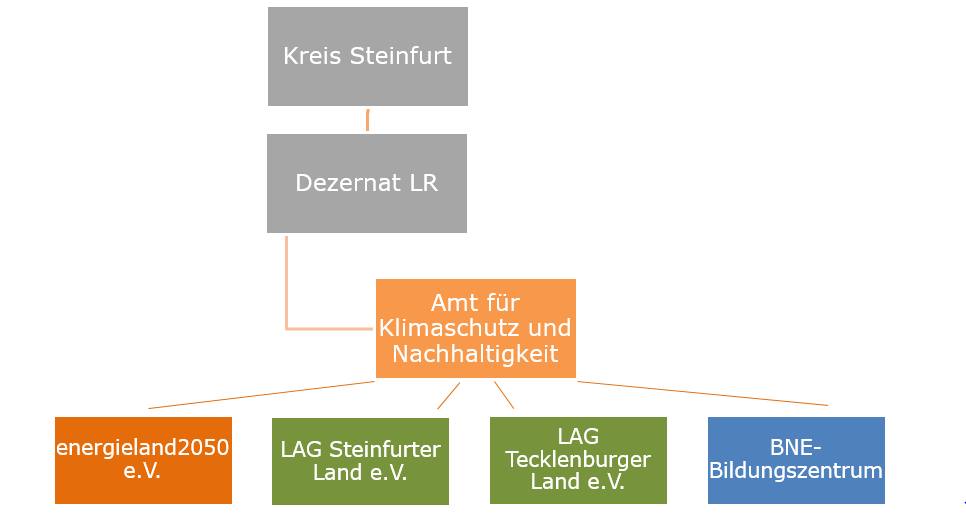 Kreis Steinfurt
Dezernat LR
Amt für
Klimaschutz und
Nachhaltigkeit
energieland2050
e.V.
LAG Steinfurter
Land e.V.
LAG
Tecklenburger
Land e.V.
BNE-
Bildungszentrum